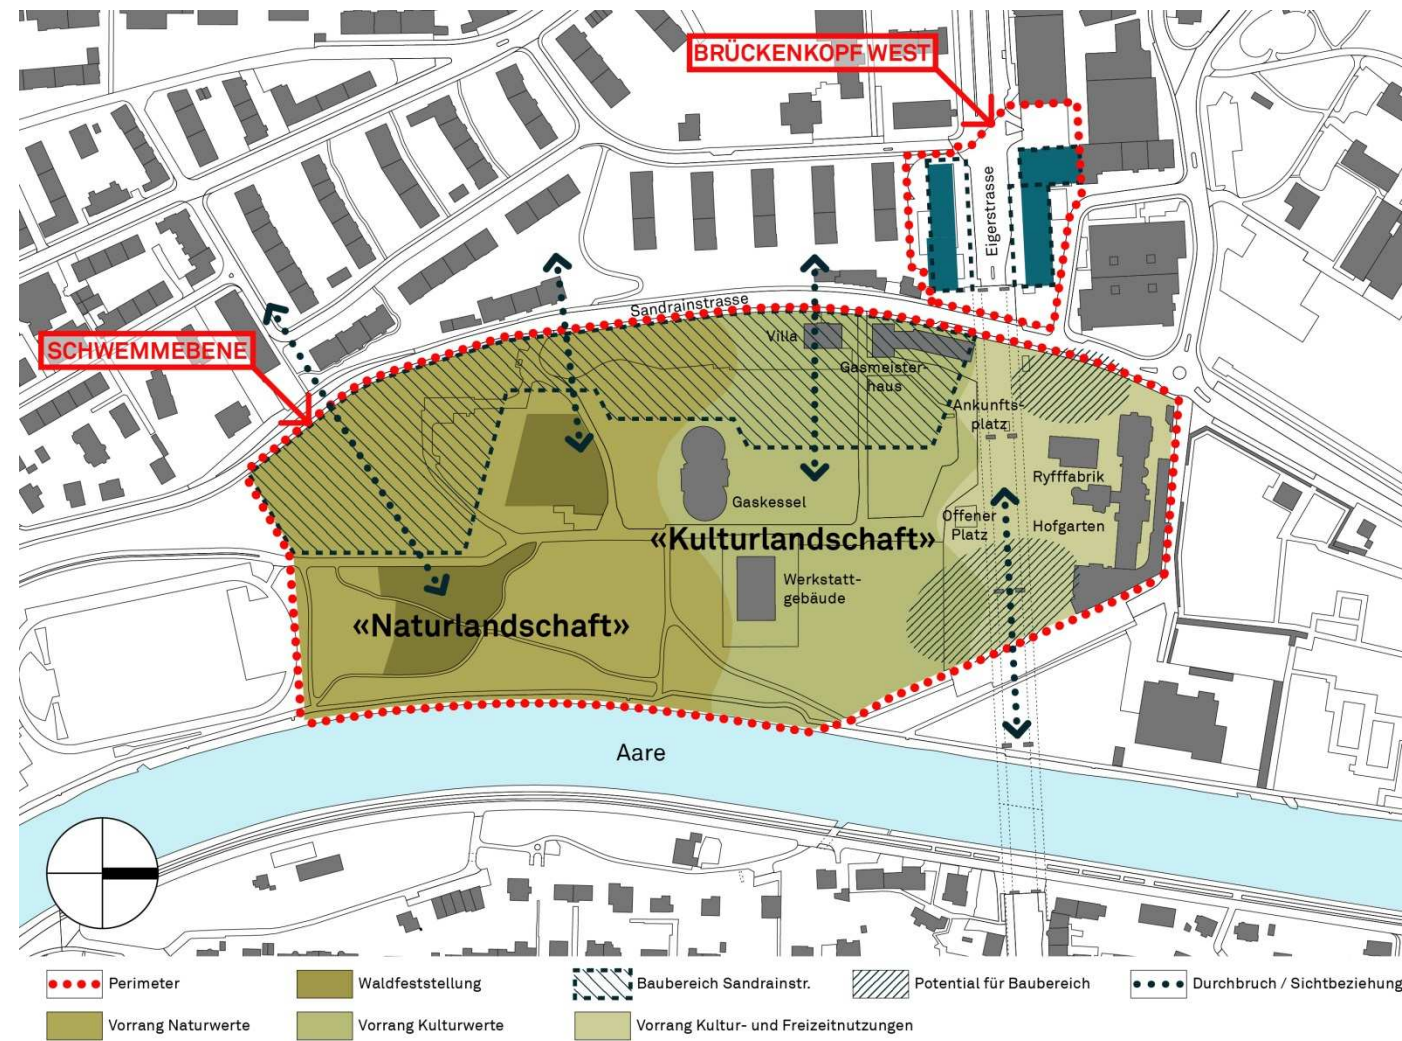 BRÜCKENKOPF WEST
Eigerstrasse
Sandrainstrasse
SCHWEMMEBENE
Villa
Gasmeister-
haus
Ankunfts-
platz
Ryfffabrik
Gaskessel
Offener
Platz
Hofgarten
«Kulturlandschaft»
Werkstatt-
gebäude
«Naturlandschaft»
Aare
Perimeter
Waldfeststellung
Baubereich Sandrainstr.
Potential für Baubereich
Durchbruch / Sichtbeziehung
Vorrang Naturwerte
Vorrang Kulturwerte
Vorrang Kultur- und Freizeitnutzungen